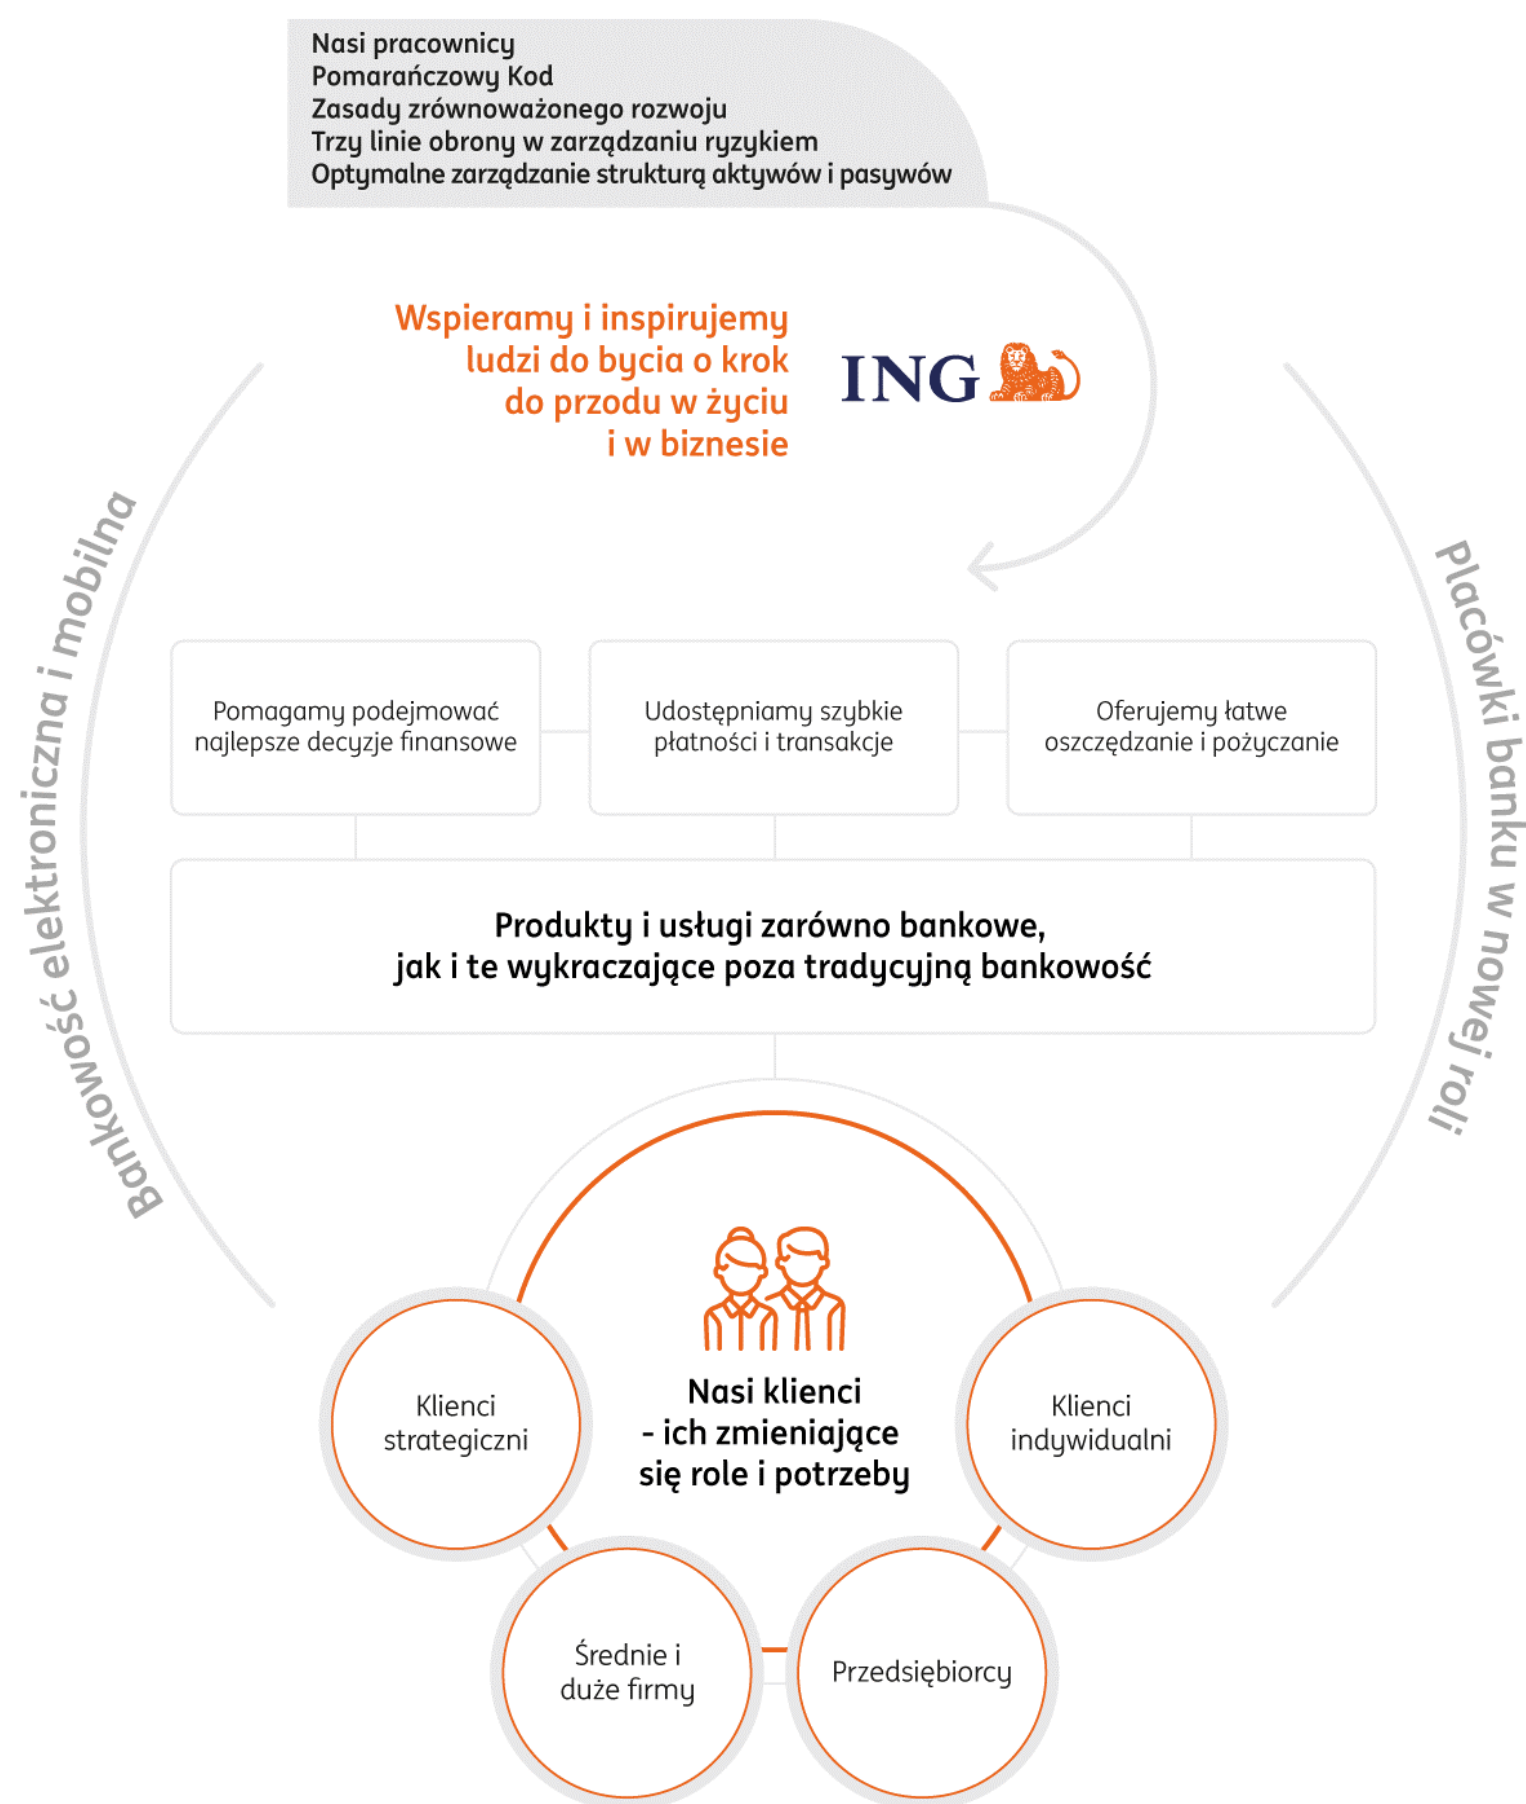 Nasi pracownicy
Pomarańczowy Kod
Zasady zrównoważonego rozwoju
Trzy linie obrony w zarządzaniu ryzykiem
Optymalne zarządzanie strukturą aktywów i pasywów
Wspieramy i inspirujemy
ludzi do bycia o krok
do przodu w życiu
i w biznesie
ING
Bankowość elektroniczna i mobilna
Placówki banku w nowej roli
Pomagamy podejmować
najlepsze decyzje finansowe
Udostępniamy szybkie
płatności i transakcje
Oferujemy łatwe
oszczędzanie i pożyczanie
Produkty i usługi zarówno bankowe,
jak i te wykraczające poza tradycyjną bankowość
Nasi klienci
- ich zmieniające
się role i potrzeby
Klienci
strategiczni
Klienci
indywidualni
Średnie i
duże firmy
Przedsiębiorcy